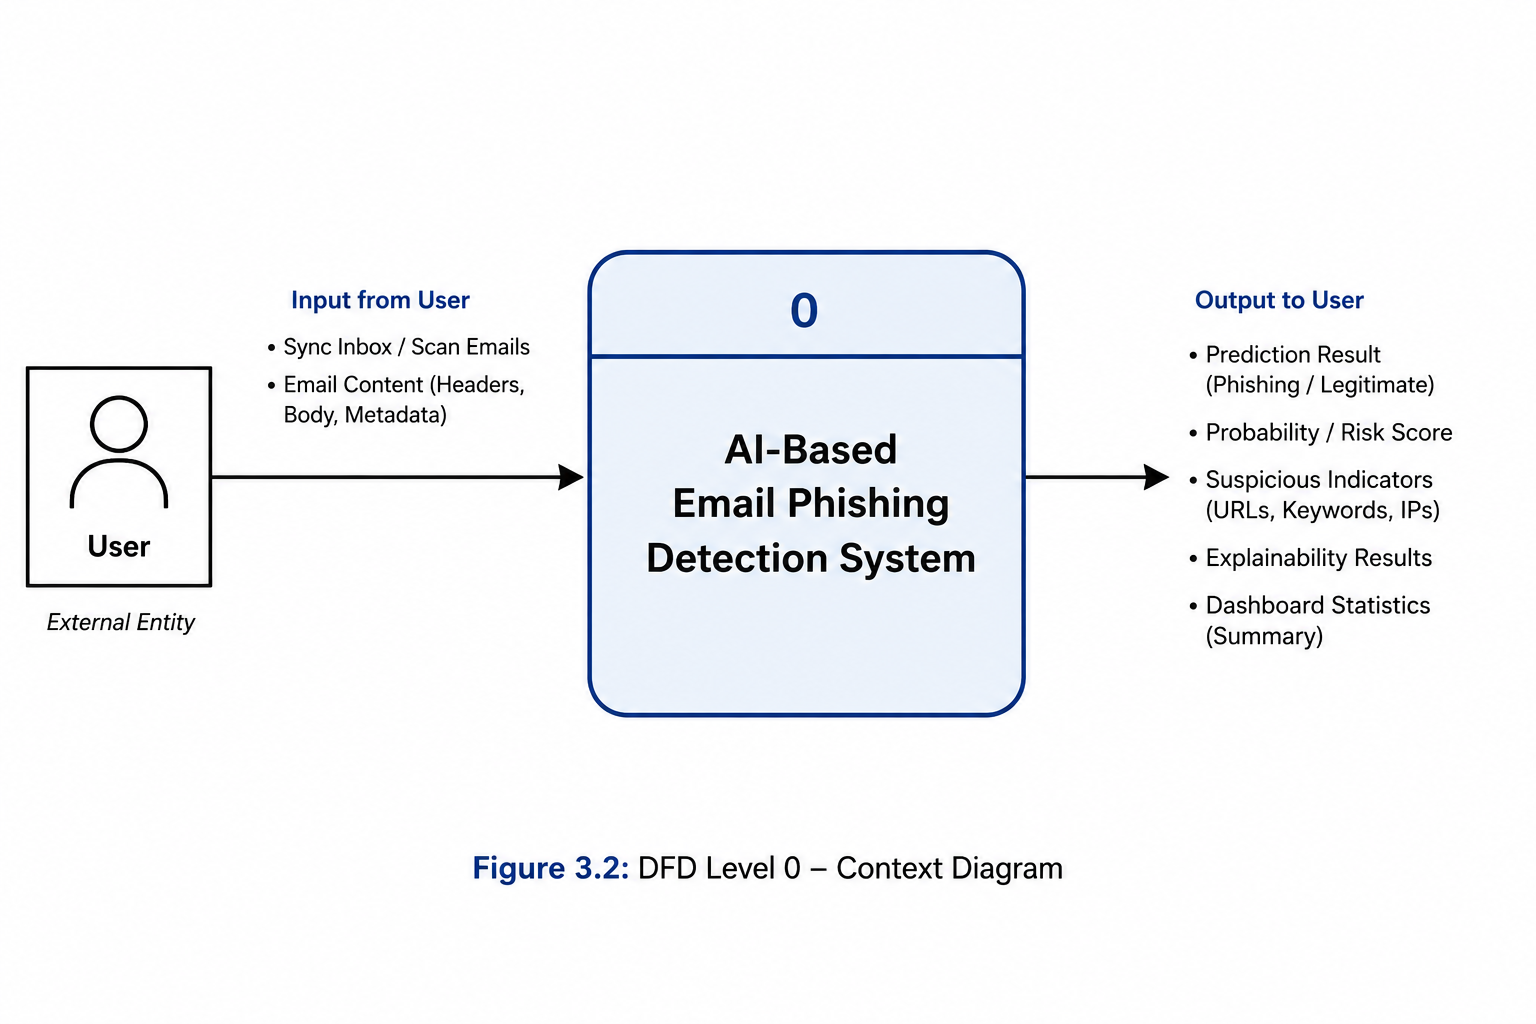 Input from User
• Sync Inbox / Scan Emails
• Email Content (Headers,
Body, Metadata)
User
External Entity
0
AI-Based
Email Phishing
Detection System
Output to User
• Prediction Result
(Phishing / Legitimate)
• Probability / Risk Score
• Suspicious Indicators
(URLs, Keywords, IPs)
• Explainability Results
• Dashboard Statistics
(Summary)
Figure 3.2: DFD Level 0 – Context Diagram